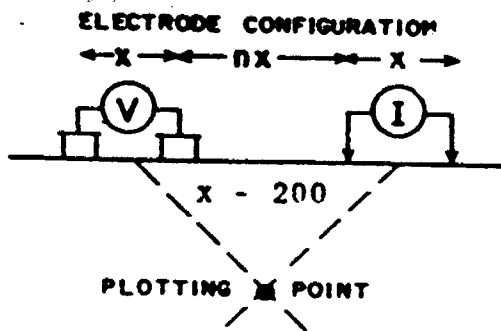 ELECTRODE CONFIGURATION
x nx x
V I
x - 200
PLOTTING POINT